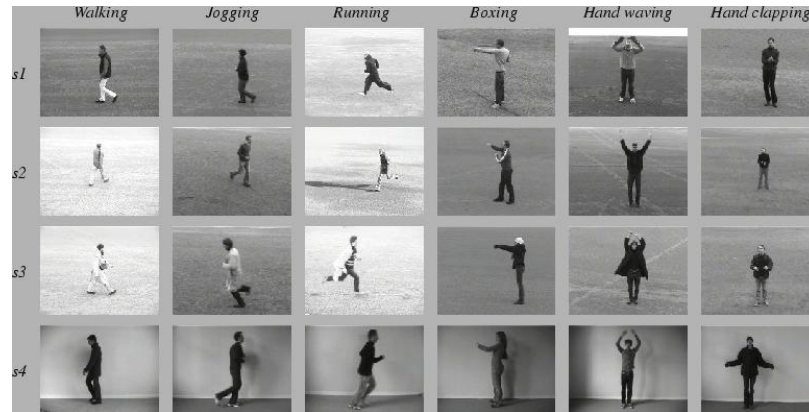 Walking Jogging Running Boxing Hand waving Hand clapping
s1
s2
s3
s4